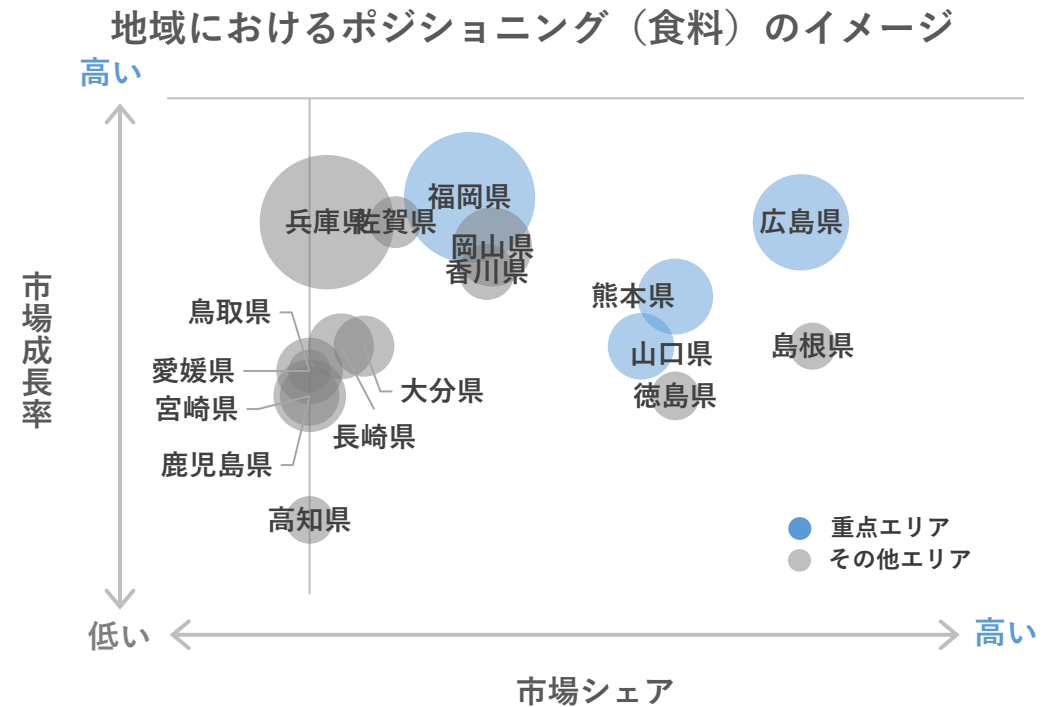 地域におけるポジショニング（食料）のイメージ
高い
福岡県
兵庫県
佐賀県
広島県
岡山県
香川県
熊本県
鳥取県
島根県
山口県
愛媛県
大分県
徳島県
宮崎県
長崎県
鹿児島県
高知県
市場成長率
重点エリア
その他エリア
低い
高い
市場シェア